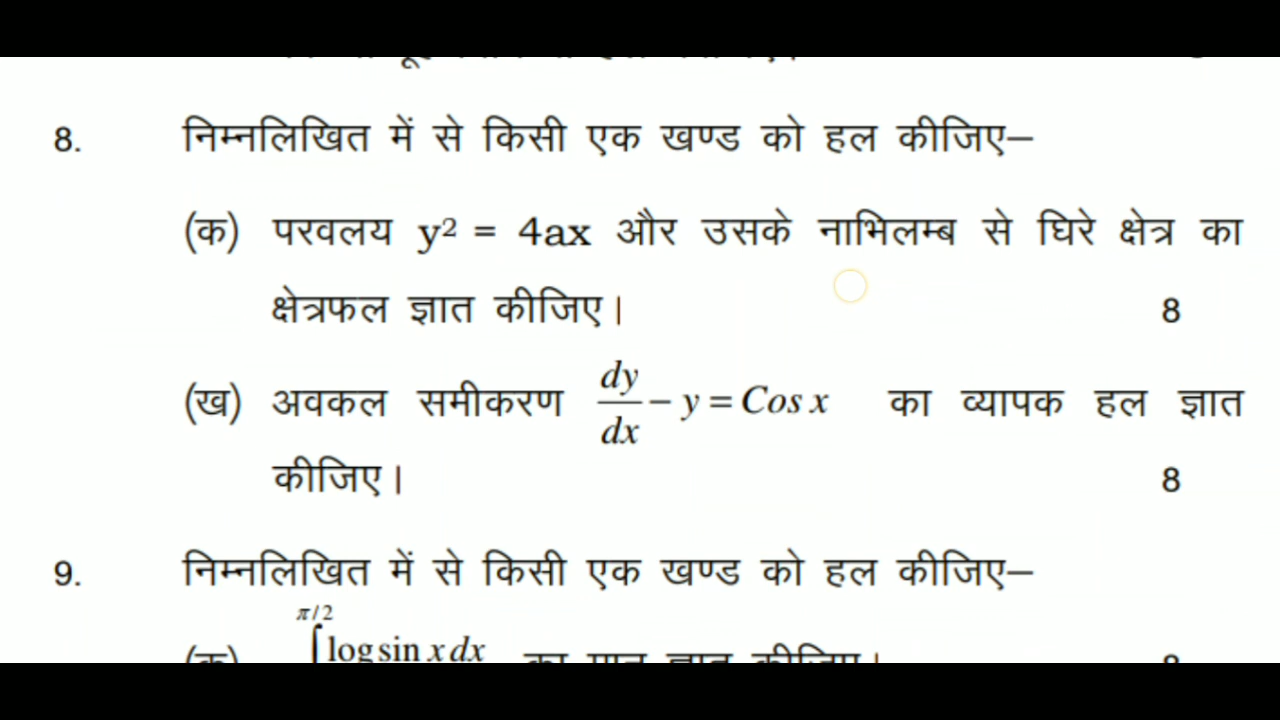 8. निम्नलिखित में से किसी एक खण्ड को हल कीजिए–
(क) परवलय y² = 4ax और उसके नाभिलम्ब से घिरे क्षेत्र का
क्षेत्रफल ज्ञात कीजिए। 8
(ख) अवकल समीकरण dy/dx − y = Cos x का व्यापक हल ज्ञात
कीजिए। 8
9. निम्नलिखित में से किसी एक खण्ड को हल कीजिए–
(क) ∫ π/2 log sin x dx का मान ज्ञात कीजिए। 8